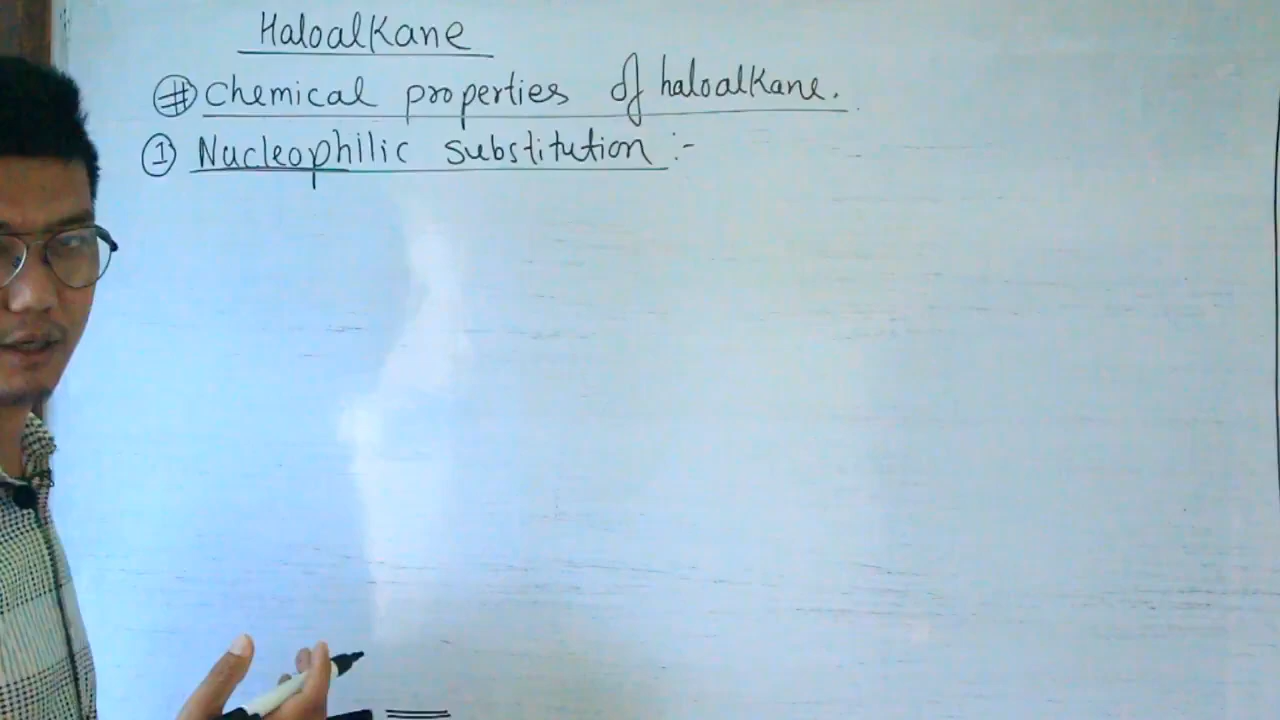 Haloalkane
# Chemical properties of haloalkane.
① Nucleophilic substitution :-